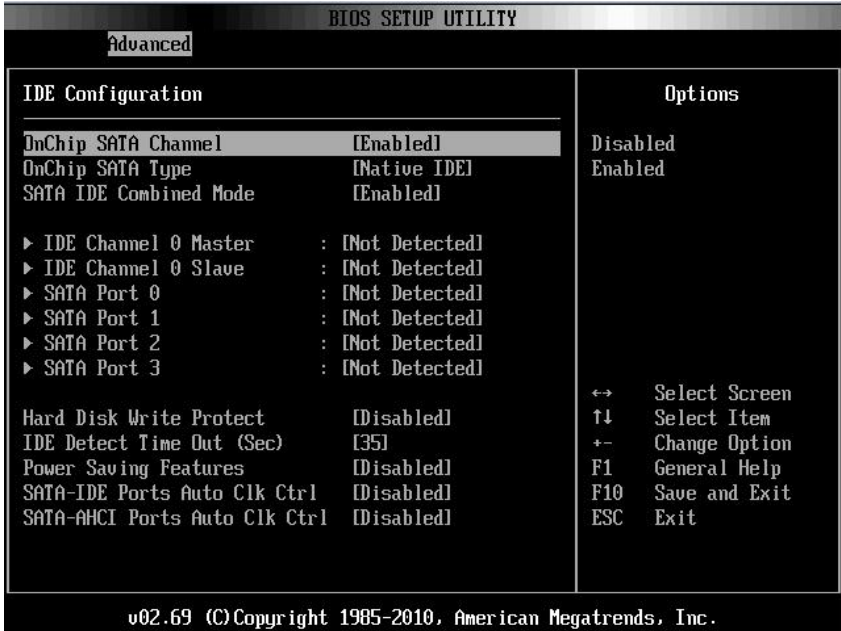 BIOS SETUP UTILITY
Advanced
IDE Configuration
OnChip SATA Channel [Enabled]
OnChip SATA Type [Native IDE]
SATA IDE Combined Mode [Enabled]
▶ IDE Channel 0 Master : [Not Detected]
▶ IDE Channel 0 Slave : [Not Detected]
▶ SATA Port 0 : [Not Detected]
▶ SATA Port 1 : [Not Detected]
▶ SATA Port 2 : [Not Detected]
▶ SATA Port 3 : [Not Detected]
Hard Disk Write Protect [Disabled]
IDE Detect Time Out (Sec) [35]
Power Saving Features [Disabled]
SATA-IDE Ports Auto Clk Ctrl [Disabled]
SATA-AHCI Ports Auto Clk Ctrl [Disabled]
Options
Disabled
Enabled
↔ Select Screen
↑↓ Select Item
+- Change Option
F1 General Help
F10 Save and Exit
ESC Exit
v02.69 (C)Copyright 1985-2010, American Megatrends, Inc.